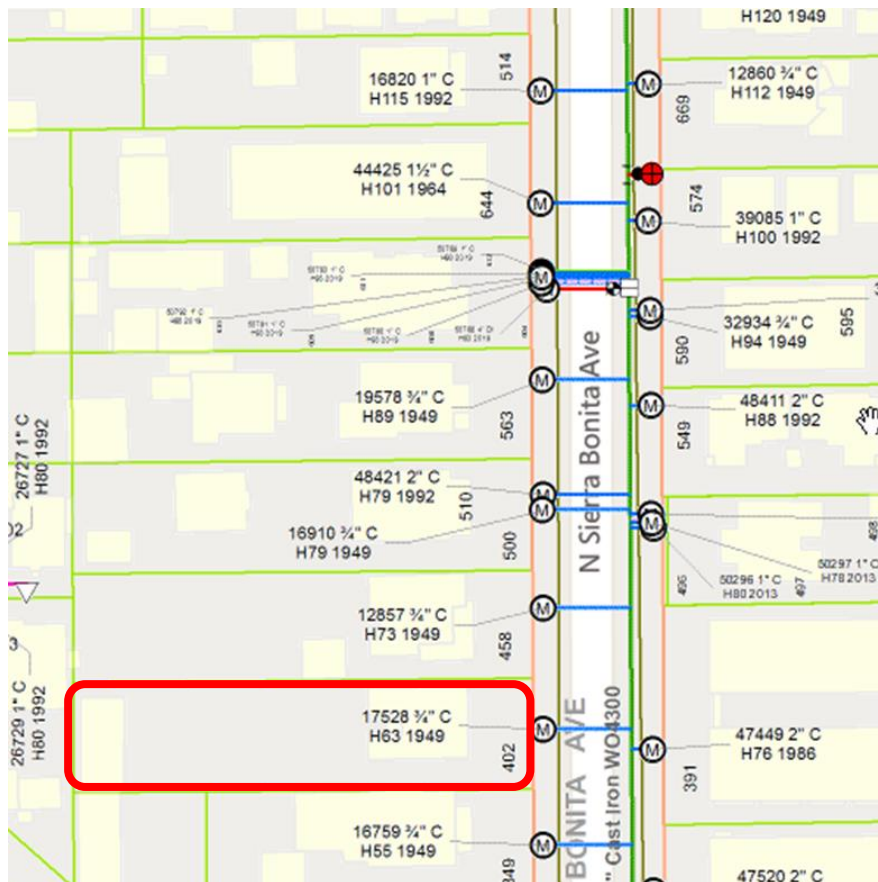 H120 1949
16820 1" C
H115 1992
514
12860 ¾" C
H112 1949
669
44425 1½" C
H101 1964
644
574
39085 1" C
H100 1992
32934 ¾" C
H94 1949
590
595
19578 ¾" C
H89 1949
563
N Sierra Bonita Ave
48411 2" C
H88 1992
549
26727 1" C
H80 1992
48421 2" C
H79 1992
510
16910 ¾" C
H79 1949
500
50297 1" C
H78 2013
50296 1" C
H80 2013
497
12857 ¾" C
H73 1949
458
26729 1" C
H80 1992
17528 ¾" C
H63 1949
402
BONITA AVE
" Cast Iron WO4300
47449 2" C
H76 1986
391
16759 ¾" C
H55 1949
349
47520 2" C